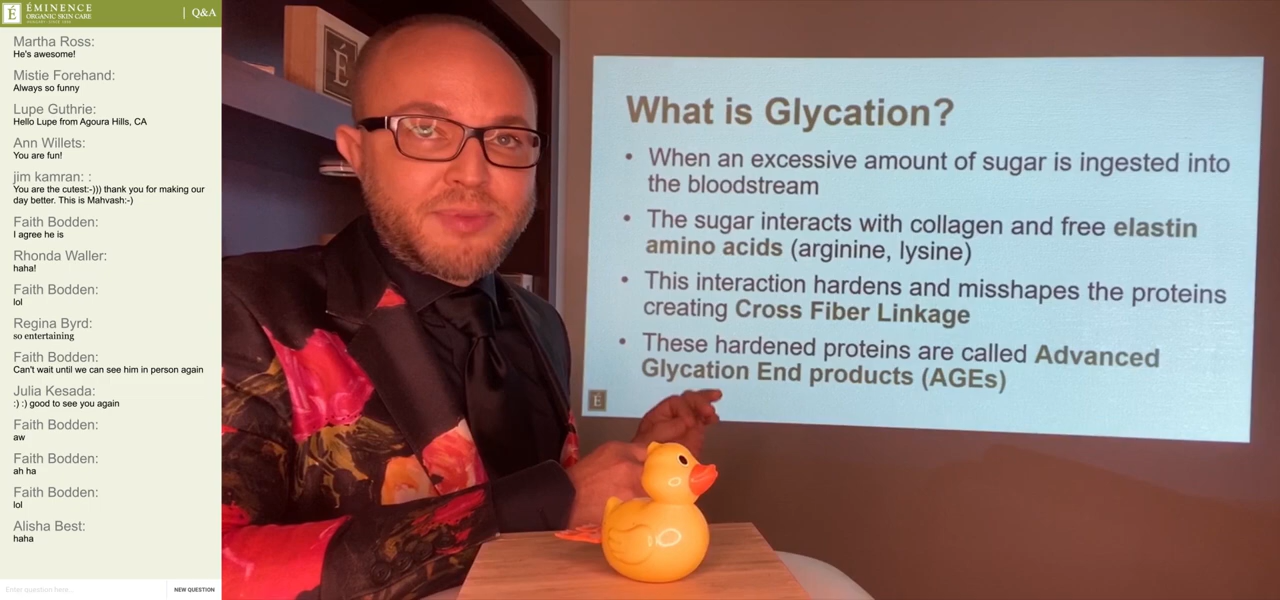 É ÉMINENCE
ORGANIC SKIN CARE
HUNGARY · SINCE 1958
| Q&A
Martha Ross:
He's awesome!
Mistie Forehand:
Always so funny
Lupe Guthrie:
Hello Lupe from Agoura Hills, CA
Ann Willets:
You are fun!
jim kamran: :
You are the cutest:-))) thank you for making our
day better. This is Mahvash:-)
Faith Bodden:
I agree he is
Rhonda Waller:
haha!
Faith Bodden:
lol
Regina Byrd:
so entertaining
Faith Bodden:
Can't wait until we can see him in person again
Julia Kesada:
:) :) good to see you again
Faith Bodden:
aw
Faith Bodden:
ah ha
Faith Bodden:
lol
Alisha Best:
haha
Enter question here...
NEW QUESTION
É
What is Glycation?
• When an excessive amount of sugar is ingested into
the bloodstream
• The sugar interacts with collagen and free elastin
amino acids (arginine, lysine)
• This interaction hardens and misshapes the proteins
creating Cross Fiber Linkage
• These hardened proteins are called Advanced
Glycation End products (AGEs)
É